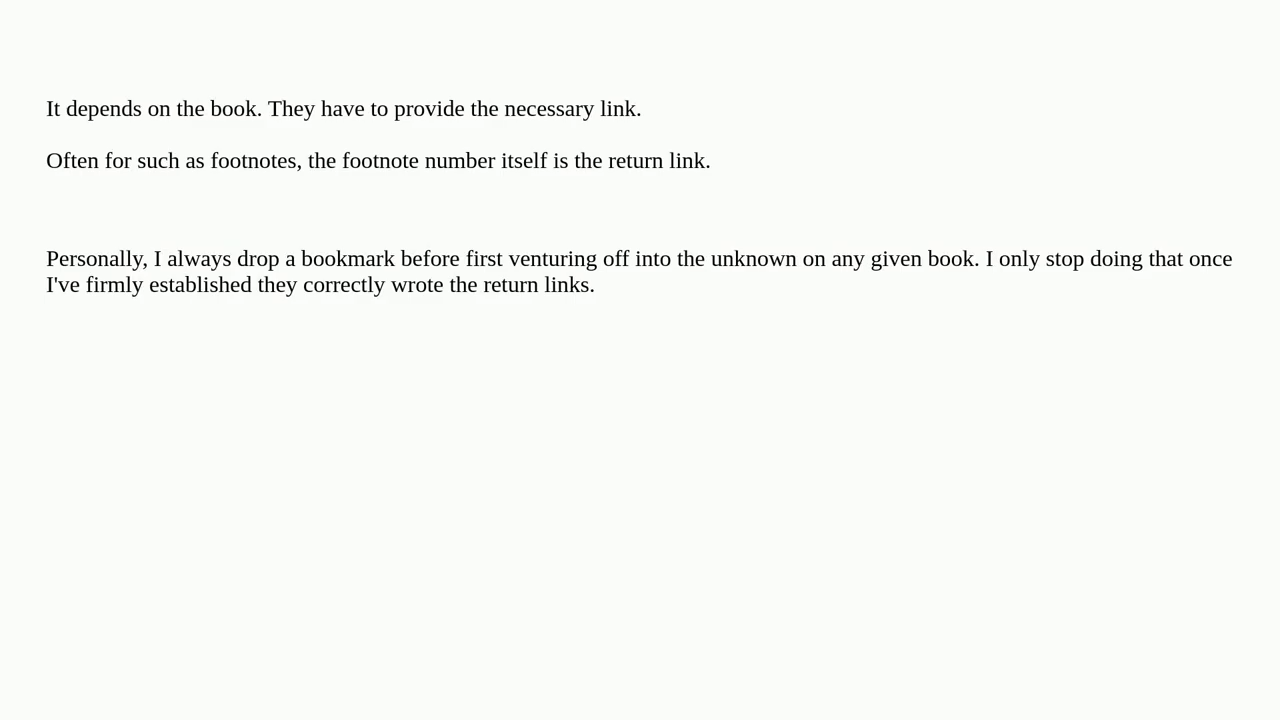 It depends on the book. They have to provide the necessary link.
Often for such as footnotes, the footnote number itself is the return link.
Personally, I always drop a bookmark before first venturing off into the unknown on any given book. I only stop doing that once
I've firmly established they correctly wrote the return links.